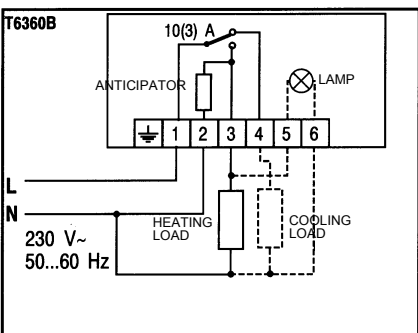 T6360B
10(3) A
ANTICIPATOR
LAMP
1 2 3 4 5 6
L
N
HEATING
LOAD
COOLING
LOAD
230 V~
50...60 Hz